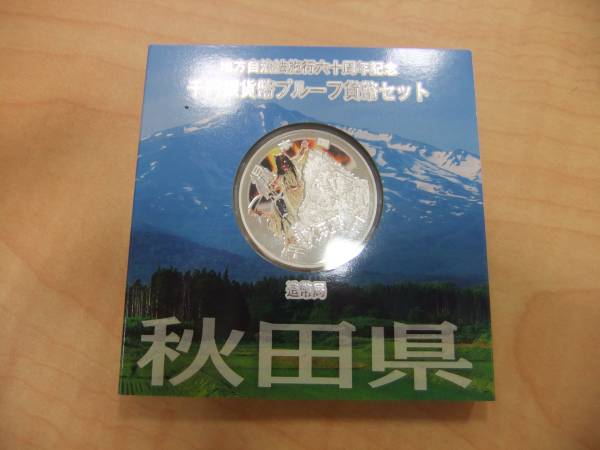 地方自治法施行六十周年記念
千円銀貨幣プルーフ貨幣セット
造幣局
秋田県